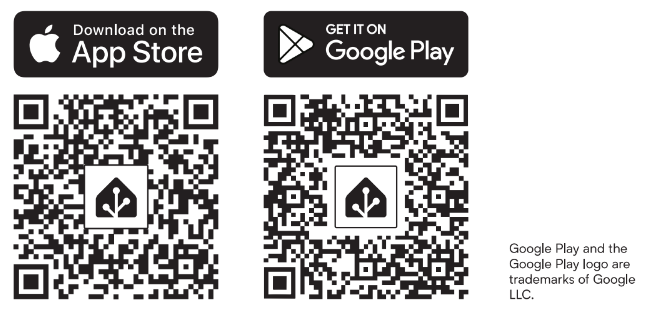 Download on the
App Store
GET IT ON
Google Play
Google Play and the
Google Play logo are
trademarks of Google
LLC.